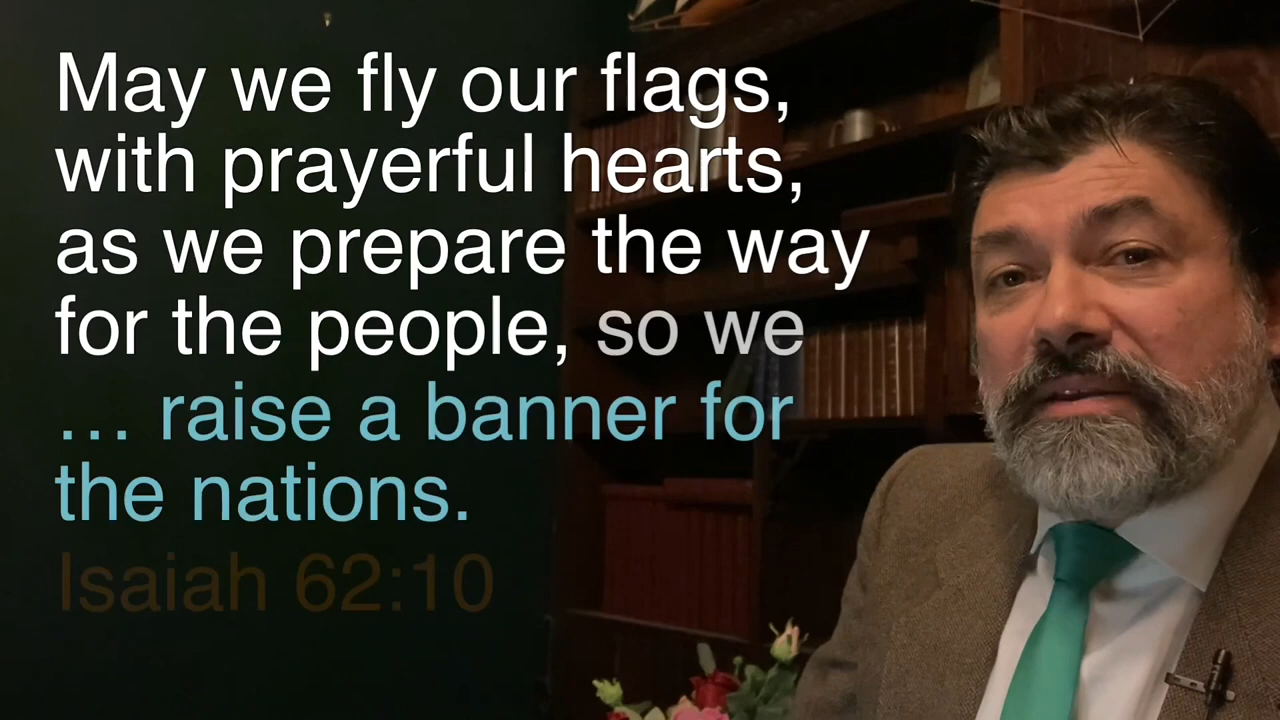 May we fly our flags,
with prayerful hearts,
as we prepare the way
for the people, so we
… raise a banner for
the nations.
Isaiah 62:10